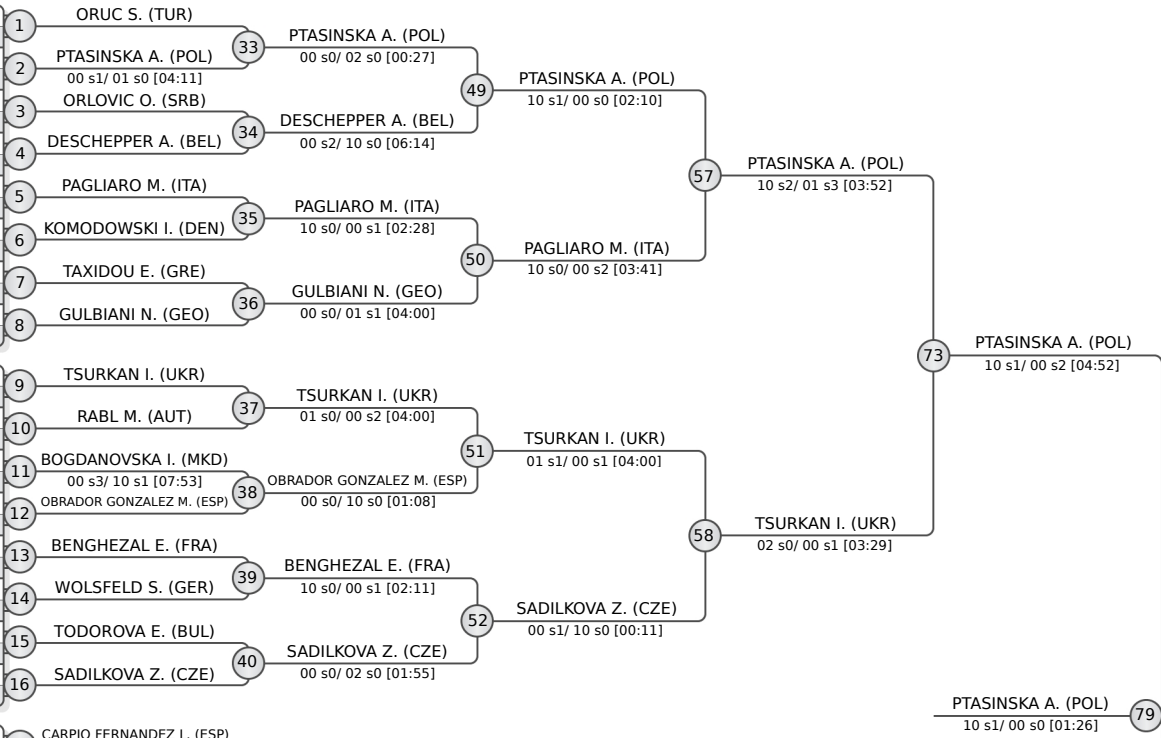 1
ORUC S. (TUR)
2
PTASINSKA A. (POL)
00 s1/ 01 s0 [04:11]
33
PTASINSKA A. (POL)
00 s0/ 02 s0 [00:27]
3
ORLOVIC O. (SRB)
4
DESCHEPPER A. (BEL)
34
DESCHEPPER A. (BEL)
00 s2/ 10 s0 [06:14]
49
PTASINSKA A. (POL)
10 s1/ 00 s0 [02:10]
5
PAGLIARO M. (ITA)
6
KOMODOWSKI I. (DEN)
35
PAGLIARO M. (ITA)
10 s0/ 00 s1 [02:28]
7
TAXIDOU E. (GRE)
8
GULBIANI N. (GEO)
36
GULBIANI N. (GEO)
00 s0/ 01 s1 [04:00]
50
PAGLIARO M. (ITA)
10 s0/ 00 s2 [03:41]
57
PTASINSKA A. (POL)
10 s2/ 01 s3 [03:52]
9
TSURKAN I. (UKR)
10
RABL M. (AUT)
37
TSURKAN I. (UKR)
01 s0/ 00 s2 [04:00]
11
BOGDANOVSKA I. (MKD)
00 s3/ 10 s1 [07:53]
12
OBRADOR GONZALEZ M. (ESP)
38
OBRADOR GONZALEZ M. (ESP)
00 s0/ 10 s0 [01:08]
51
TSURKAN I. (UKR)
01 s1/ 00 s1 [04:00]
13
BENGHEZAL E. (FRA)
14
WOLSFELD S. (GER)
39
BENGHEZAL E. (FRA)
10 s0/ 00 s1 [02:11]
15
TODOROVA E. (BUL)
16
SADILKOVA Z. (CZE)
40
SADILKOVA Z. (CZE)
00 s0/ 02 s0 [01:55]
52
SADILKOVA Z. (CZE)
00 s1/ 10 s0 [00:11]
58
TSURKAN I. (UKR)
02 s0/ 00 s1 [03:29]
73
PTASINSKA A. (POL)
10 s1/ 00 s2 [04:52]
PTASINSKA A. (POL)
10 s1/ 00 s0 [01:26]
79
CARPIO FERNANDEZ L. (ESP)